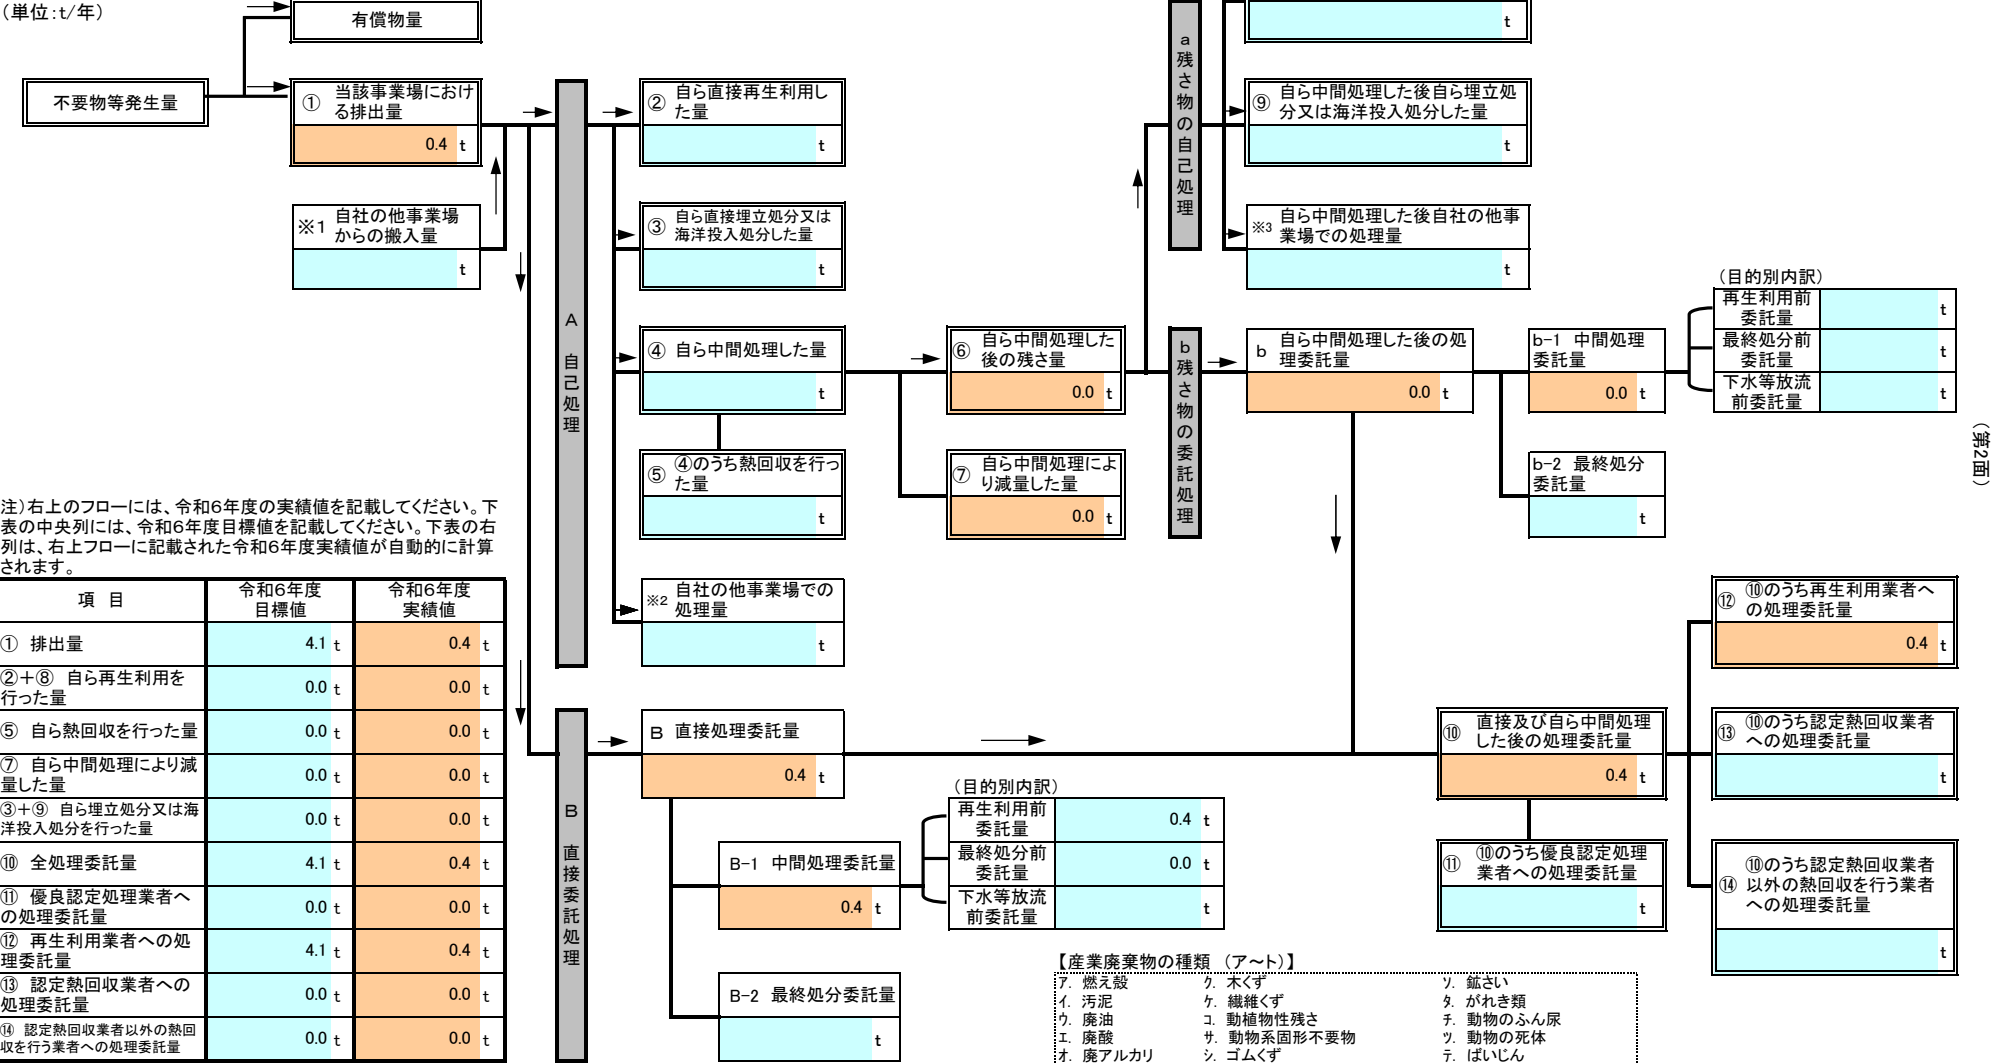 （単位：t/年）
有償物量
不要物等発生量
① 当該事業場におけ
る排出量
0.4 t
※1 自社の他事業場
からの搬入量
t
A 自己処理
② 自ら直接再生利用し
た量
t
③ 自ら直接埋立処分又は
海洋投入処分した量
t
④ 自ら中間処理した量
t
⑤ ④のうち熱回収を行っ
た量
t
※2 自社の他事業場での
処理量
t
⑥ 自ら中間処理した
後の残さ量
0.0 t
⑦ 自ら中間処理によ
り減量した量
0.0 t
a 残さ物の自己処理
t
⑨ 自ら中間処理した後自ら埋立処
分又は海洋投入処分した量
t
※3 自ら中間処理した後自社の他事
業場での処理量
t
b 残さ物の委託処理
b 自ら中間処理した後の処
理委託量
0.0 t
b-1 中間処理
委託量
0.0 t
b-2 最終処分
委託量
t
（目的別内訳）
再生利用前
委託量
t
最終処分前
委託量
t
下水等放流
前委託量
t
（第2面）
注）右上のフローには、令和6年度の実績値を記載してください。下
表の中央列には、令和6年度目標値を記載してください。下表の右
列は、右上フローに記載された令和6年度実績値が自動的に計算
されます。
項 目
令和6年度
目標値
令和6年度
実績値
① 排出量 4.1 t 0.4 t
②＋⑧ 自ら再生利用を
行った量 0.0 t 0.0 t
⑤ 自ら熱回収を行った量 0.0 t 0.0 t
⑦ 自ら中間処理により減
量した量 0.0 t 0.0 t
③＋⑨ 自ら埋立処分又は海
洋投入処分を行った量 0.0 t 0.0 t
⑩ 全処理委託量 4.1 t 0.4 t
⑪ 優良認定処理業者へ
の処理委託量 0.0 t 0.0 t
⑫ 再生利用業者への処
理委託量 4.1 t 0.4 t
⑬ 認定熱回収業者への
処理委託量 0.0 t 0.0 t
⑭ 認定熱回収業者以外の熱回
収を行う業者への処理委託量 0.0 t 0.0 t
B 直接委託処理
B 直接処理委託量
0.4 t
B-1 中間処理委託量
0.4 t
B-2 最終処分委託量
t
（目的別内訳）
再生利用前
委託量
0.4 t
最終処分前
委託量
0.0 t
下水等放流
前委託量
t
⑩ 直接及び自ら中間処理
した後の処理委託量
0.4 t
⑪ ⑩のうち優良認定処理
業者への処理委託量
t
⑫ ⑩のうち再生利用業者へ
の処理委託量
0.4 t
⑬ ⑩のうち認定熱回収業者
への処理委託量
t
⑭ ⑩のうち認定熱回収業者
以外の熱回収を行う業者
への処理委託量
t
【産業廃棄物の種類 （ア～ト）】
ｱ. 燃え殻 ｸ. 木くず ｿ. 鉱さい
ｲ. 汚泥 ｹ. 繊維くず ﾀ. がれき類
ｳ. 廃油 ｺ. 動植物性残さ ﾁ. 動物のふん尿
ｴ. 廃酸 ｻ. 動物系固形不要物 ﾂ. 動物の死体
ｵ. 廃アルカリ ｼ. ゴムくず ﾃ. ばいじん